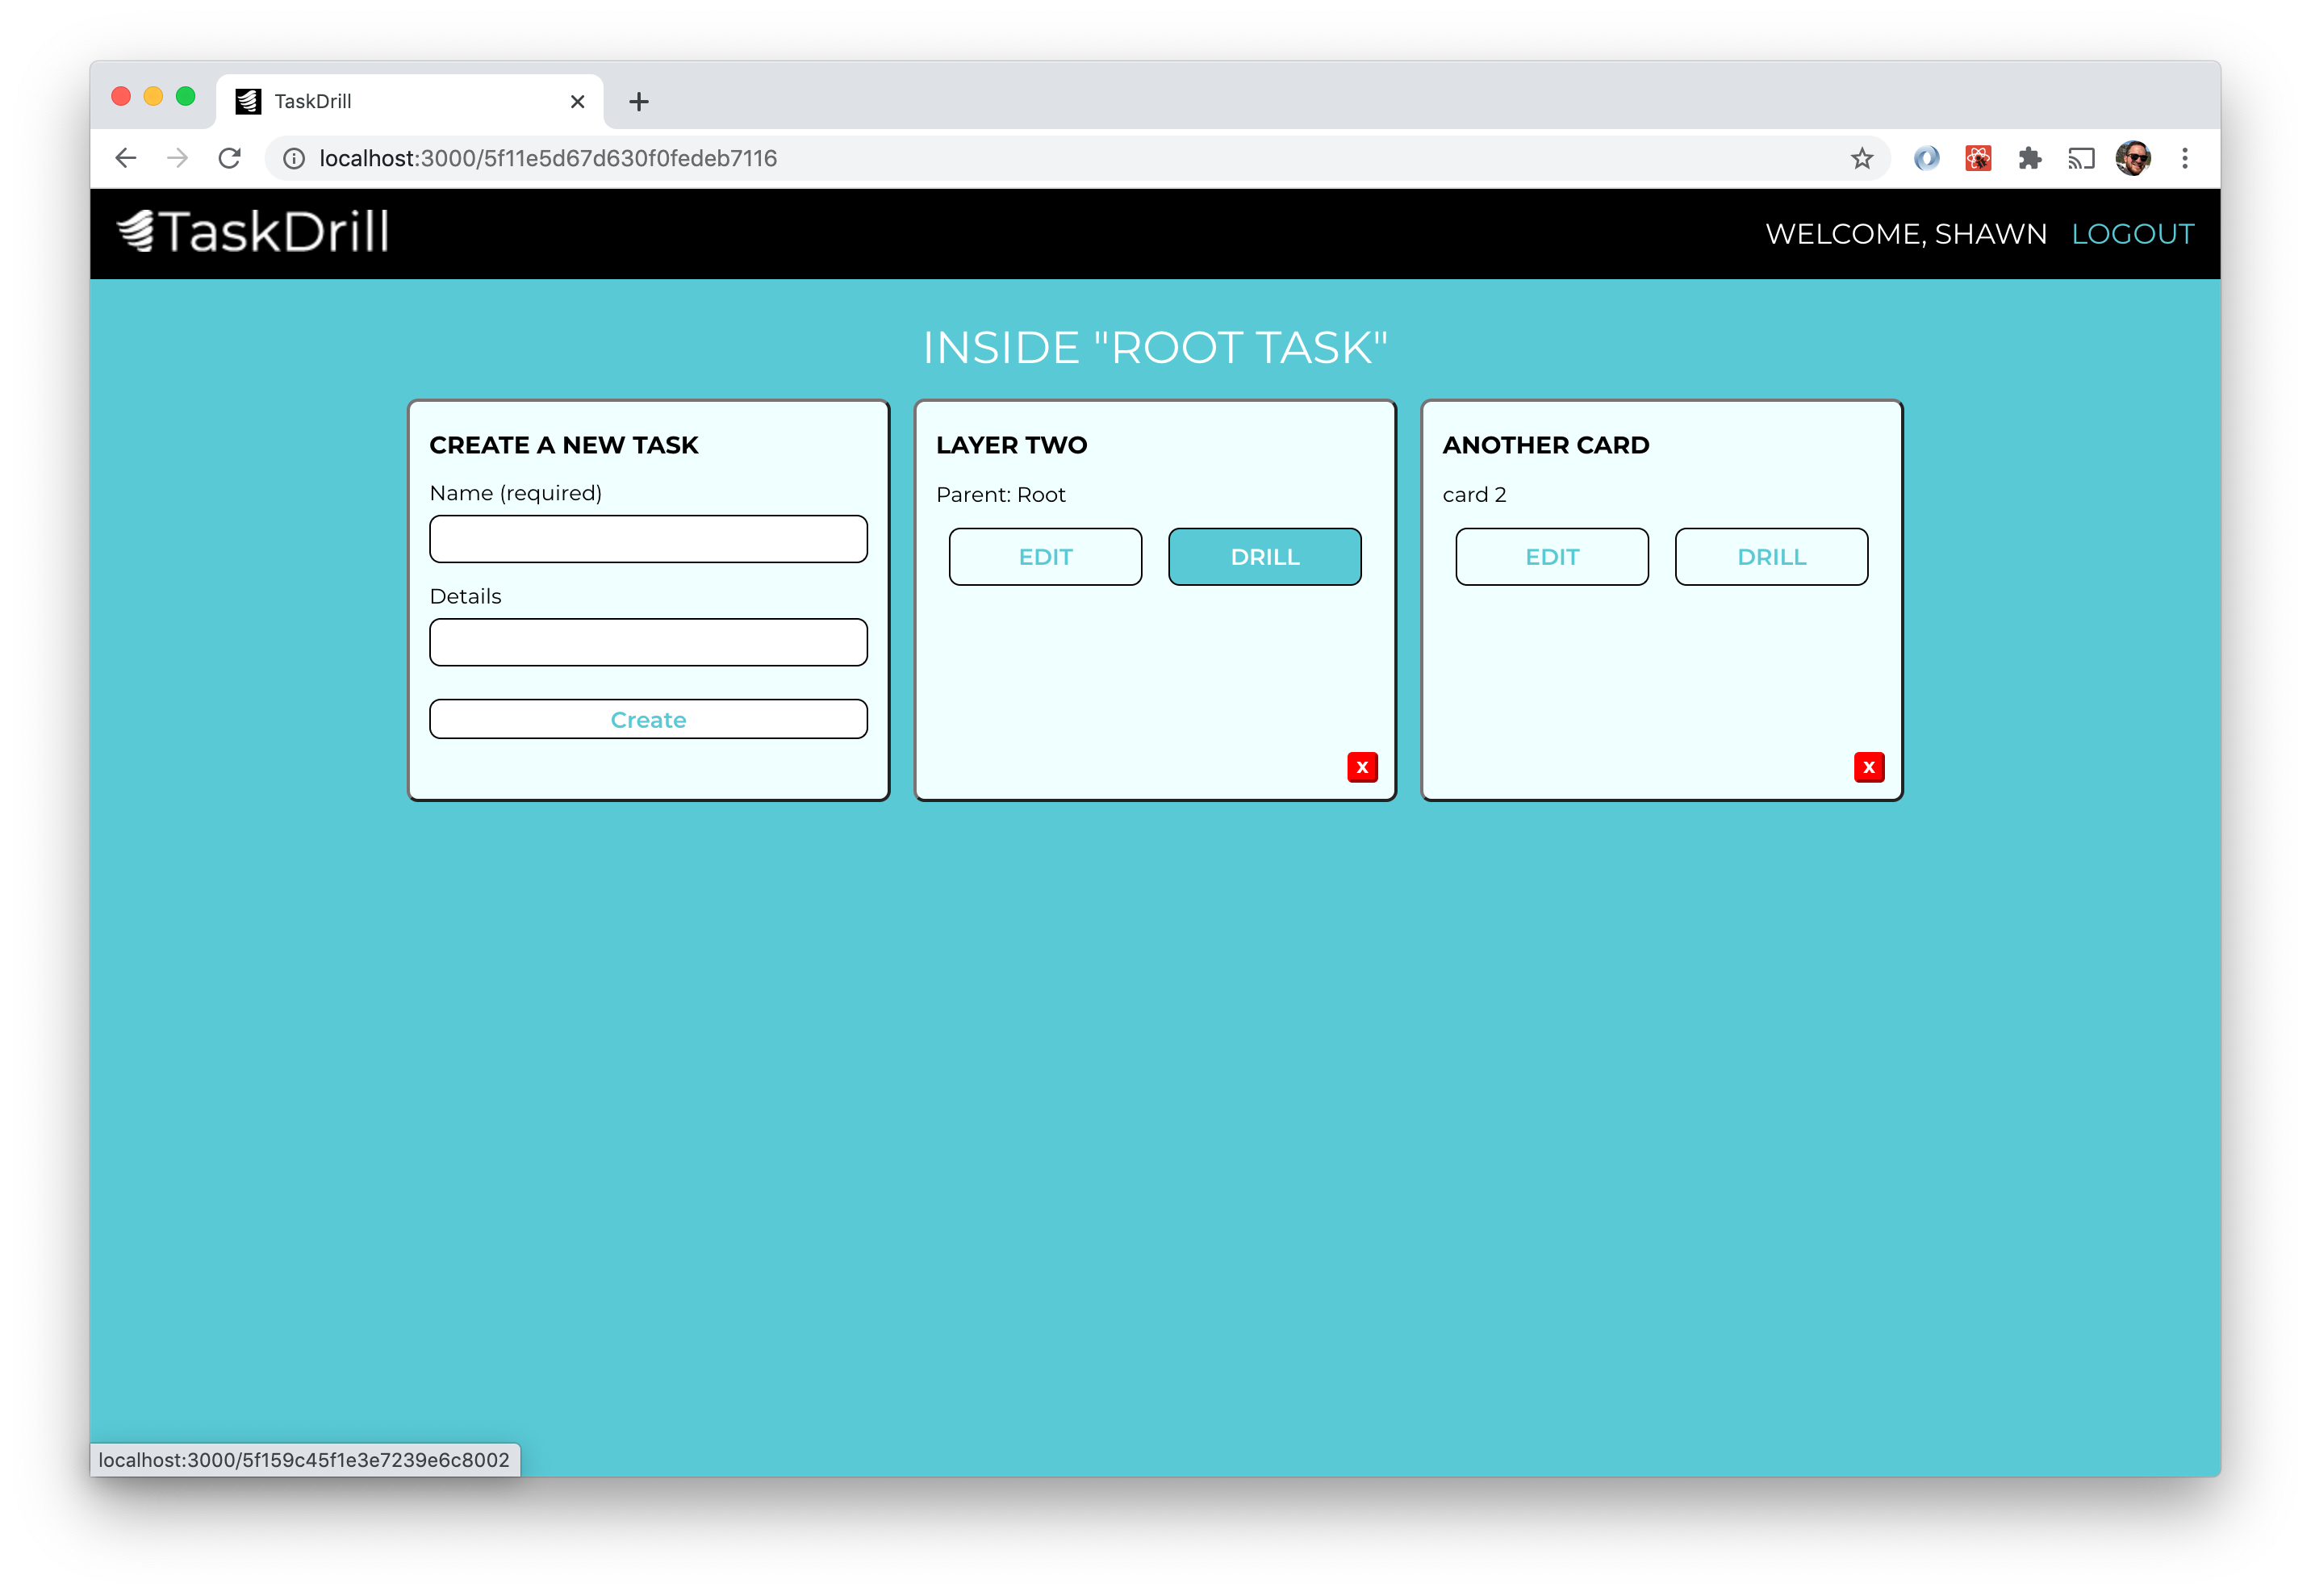 TaskDrill
localhost:3000/5f11e5d67d630f0fedeb7116
TaskDrill
WELCOME, SHAWN LOGOUT
INSIDE "ROOT TASK"
CREATE A NEW TASK
Name (required)
Details
Create
LAYER TWO
Parent: Root
EDIT DRILL
x
ANOTHER CARD
card 2
EDIT DRILL
x
localhost:3000/5f159c45f1e3e7239e6c8002